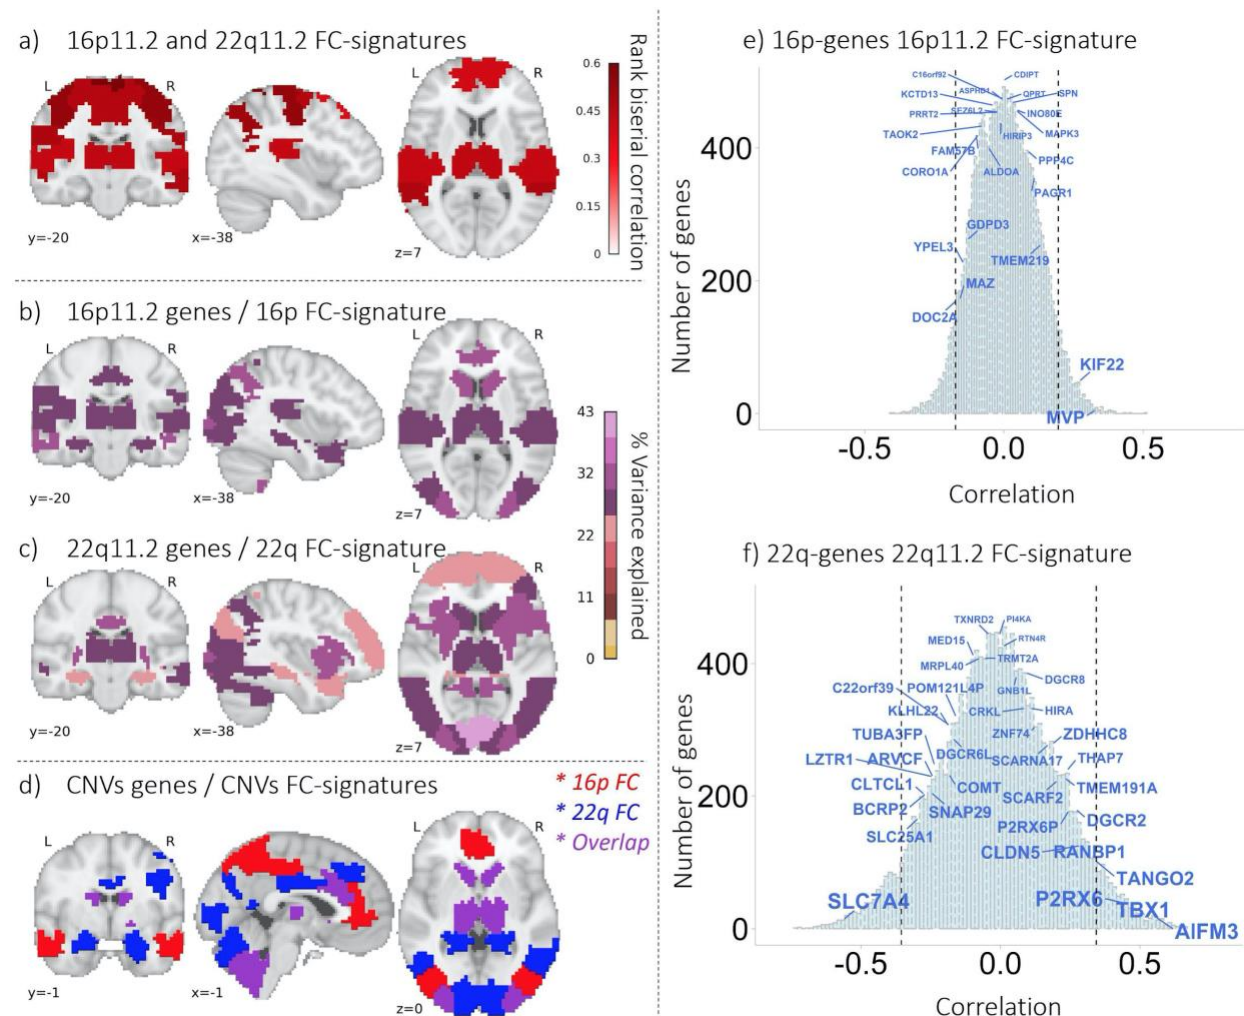 a) 16p11.2 and 22q11.2 FC-signatures
L R L R
y=-20 x=-38 z=7
0.6
0.45
0.3
0.15
0
Rank biserial correlation
b) 16p11.2 genes / 16p FC-signature
L R L R
y=-20 x=-38 z=7
c) 22q11.2 genes / 22q FC-signature
L R L R
y=-20 x=-38 z=7
43
32
22
11
0
% Variance explained
d) CNVs genes / CNVs FC-signatures
* 16p FC
* 22q FC
* Overlap
L R L R
y=-1 x=-1 z=0
e) 16p-genes 16p11.2 FC-signature
Number of genes
400
200
0
C16orf92 CDIPT
KCTD13 ASPHD1 QPRT SPN
PRRT2 SEZ6L2 INO80E
TAOK2 HIRIP3 MAPK3
FAM57B PPP4C
CORO1A ALDOA
PAGR1
GDPD3
YPEL3 TMEM219
MAZ
DOC2A
KIF22
MVP
-0.5 0.0 0.5
Correlation
f) 22q-genes 22q11.2 FC-signature
Number of genes
400
200
0
TXNRD2 PI4KA
MED15 RTN4R
MRPL40 TRMT2A
C22orf39 POM121L4P DGCR8
GNB1L
KLHL22 CRKL HIRA
TUBA3FP ZNF74 ZDHHC8
LZTR1 ARVCF DGCR6L SCARNA17 THAP7
CLTCL1 COMT SCARF2 TMEM191A
BCRP2 SNAP29 P2RX6P DGCR2
SLC25A1
CLDN5 RANBP1
TANGO2
SLC7A4 P2RX6
TBX1
AIFM3
-0.5 0.0 0.5
Correlation